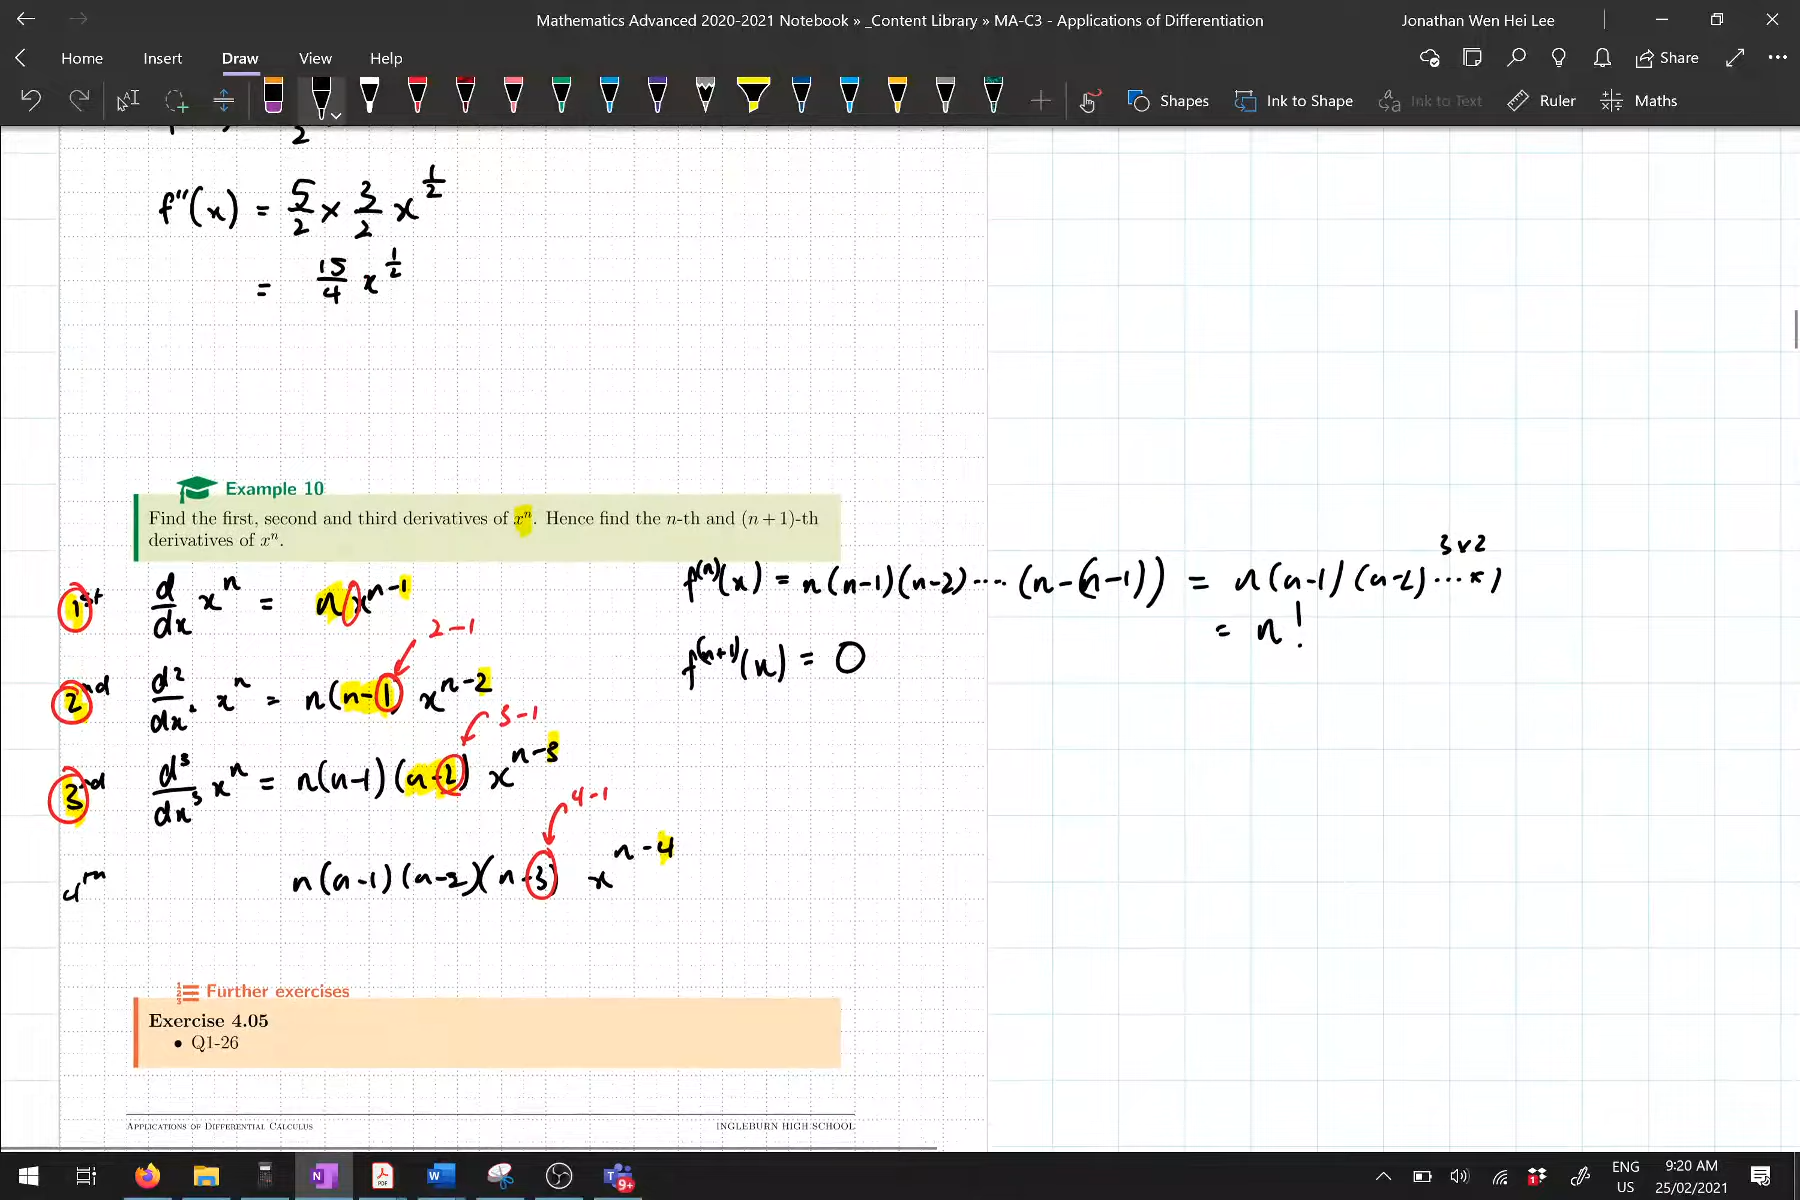 Mathematics Advanced 2020-2021 Notebook » _Content Library » MA-C3 - Applications of Differentiation
Jonathan Wen Hei Lee
Home Insert Draw View Help
Share
Shapes Ink to Shape Ink to Text Ruler Maths
2
f''(x) = 5/2 × 3/2 x^{1/2}
= 15/4 x^{1/2}
Example 10
Find the first, second and third derivatives of x^n. Hence find the n-th and (n + 1)-th
derivatives of x^n.
1st d/dx x^n = n x^{n-1}
2-1
2nd d²/dx² x^n = n(n-1) x^{n-2}
3-1
3rd d³/dx³ x^n = n(n-1)(n-2) x^{n-3}
4-1
n(n-1)(n-2)(n-3) x^{n-4}
3×2
f^{(n)}(x) = n(n-1)(n-2)....(n-(n-1)) = n(n-1)(n-2)...×1
= n!
f^{(n+1)}(x) = 0
Further exercises
Exercise 4.05
• Q1-26
Applications of Differential Calculus
INGLEBURN HIGH SCHOOL
ENG
US
9:20 AM
25/02/2021
9+